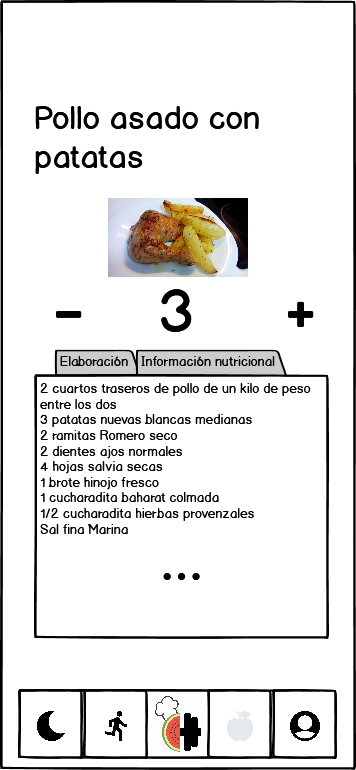 Pollo asado con
patatas
- 3 +
Elaboración Información nutricional
2 cuartos traseros de pollo de un kilo de peso
entre los dos
3 patatas nuevas blancas medianas
2 ramitas Romero seco
2 dientes ajos normales
4 hojas salvia secas
1 brote hinojo fresco
1 cucharadita baharat colmada
1/2 cucharadita hierbas provenzales
Sal fina Marina
...